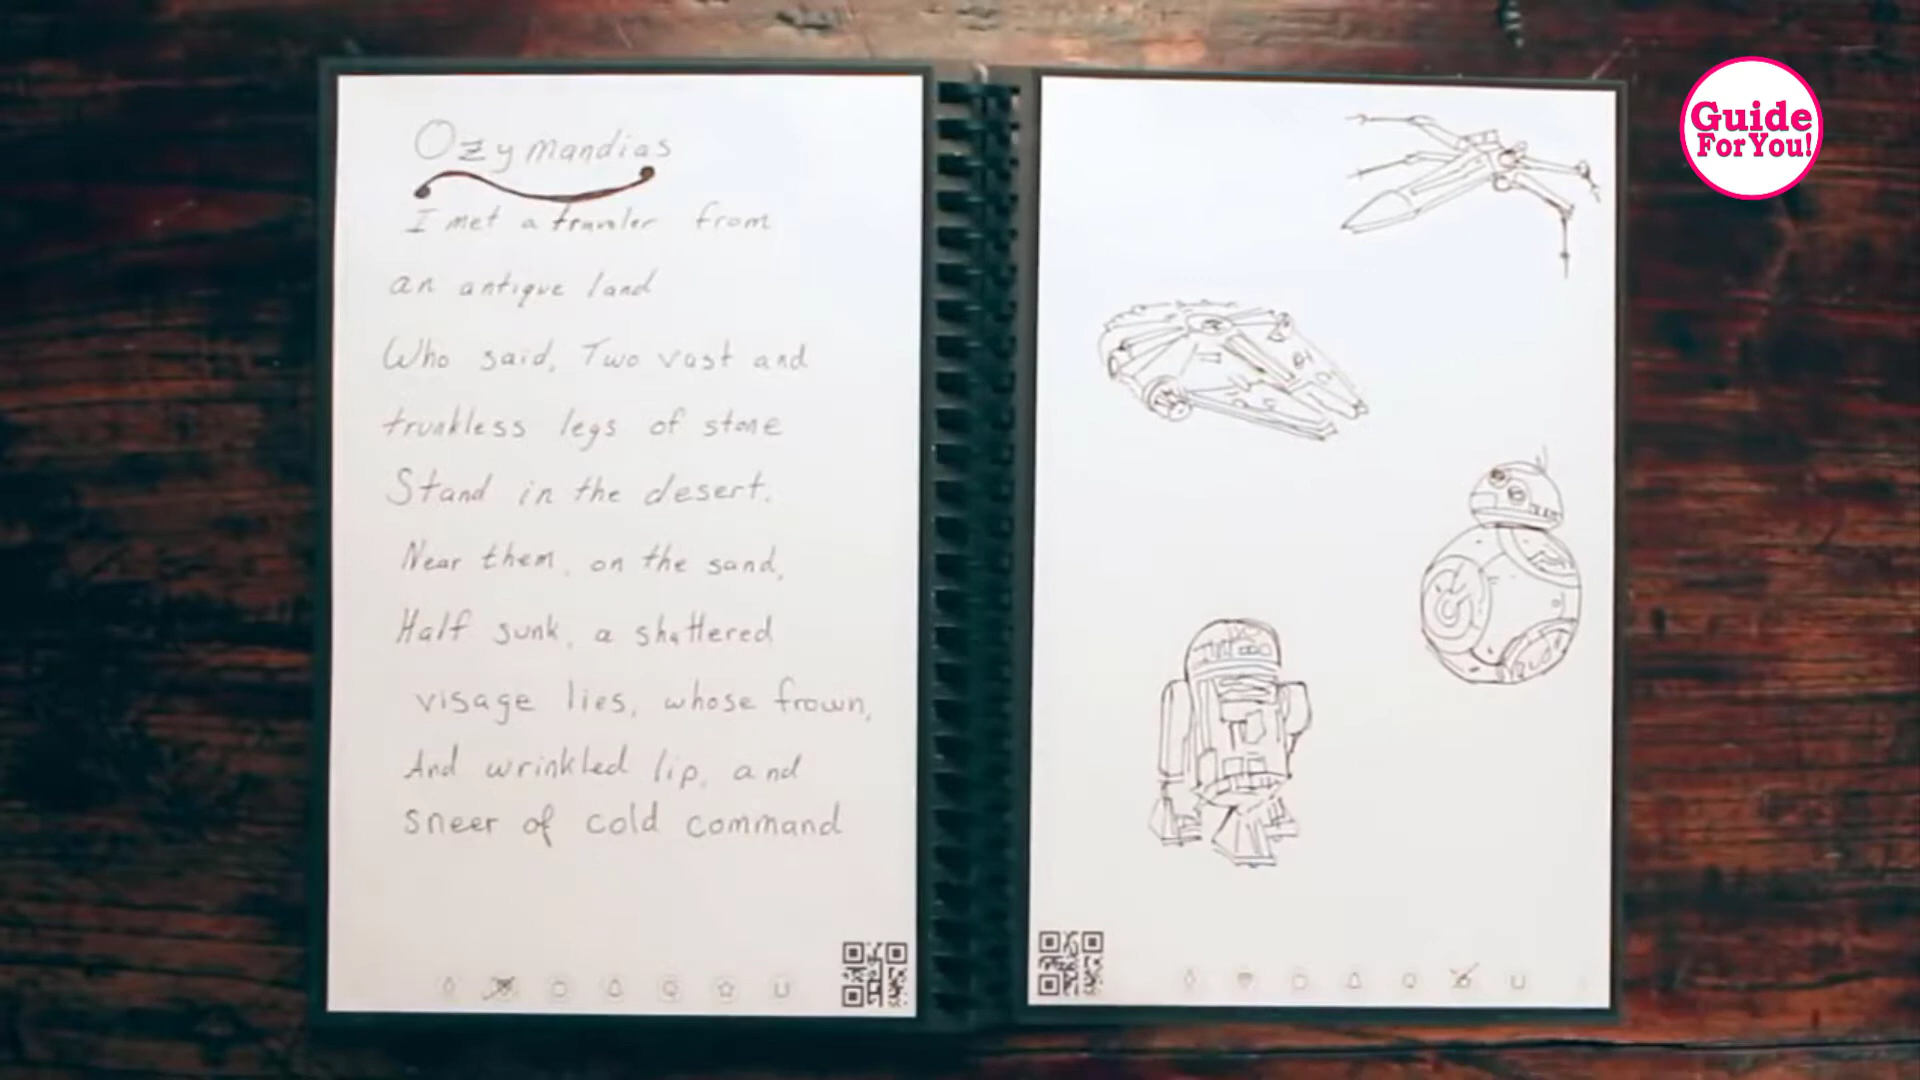 Ozymandias
I met a traveler from
an antique land
Who said, Two vast and
trunkless legs of stone
Stand in the desert.
Near them, on the sand,
Half sunk, a shattered
visage lies, whose frown,
And wrinkled lip, and
sneer of cold command
Guide
For You!